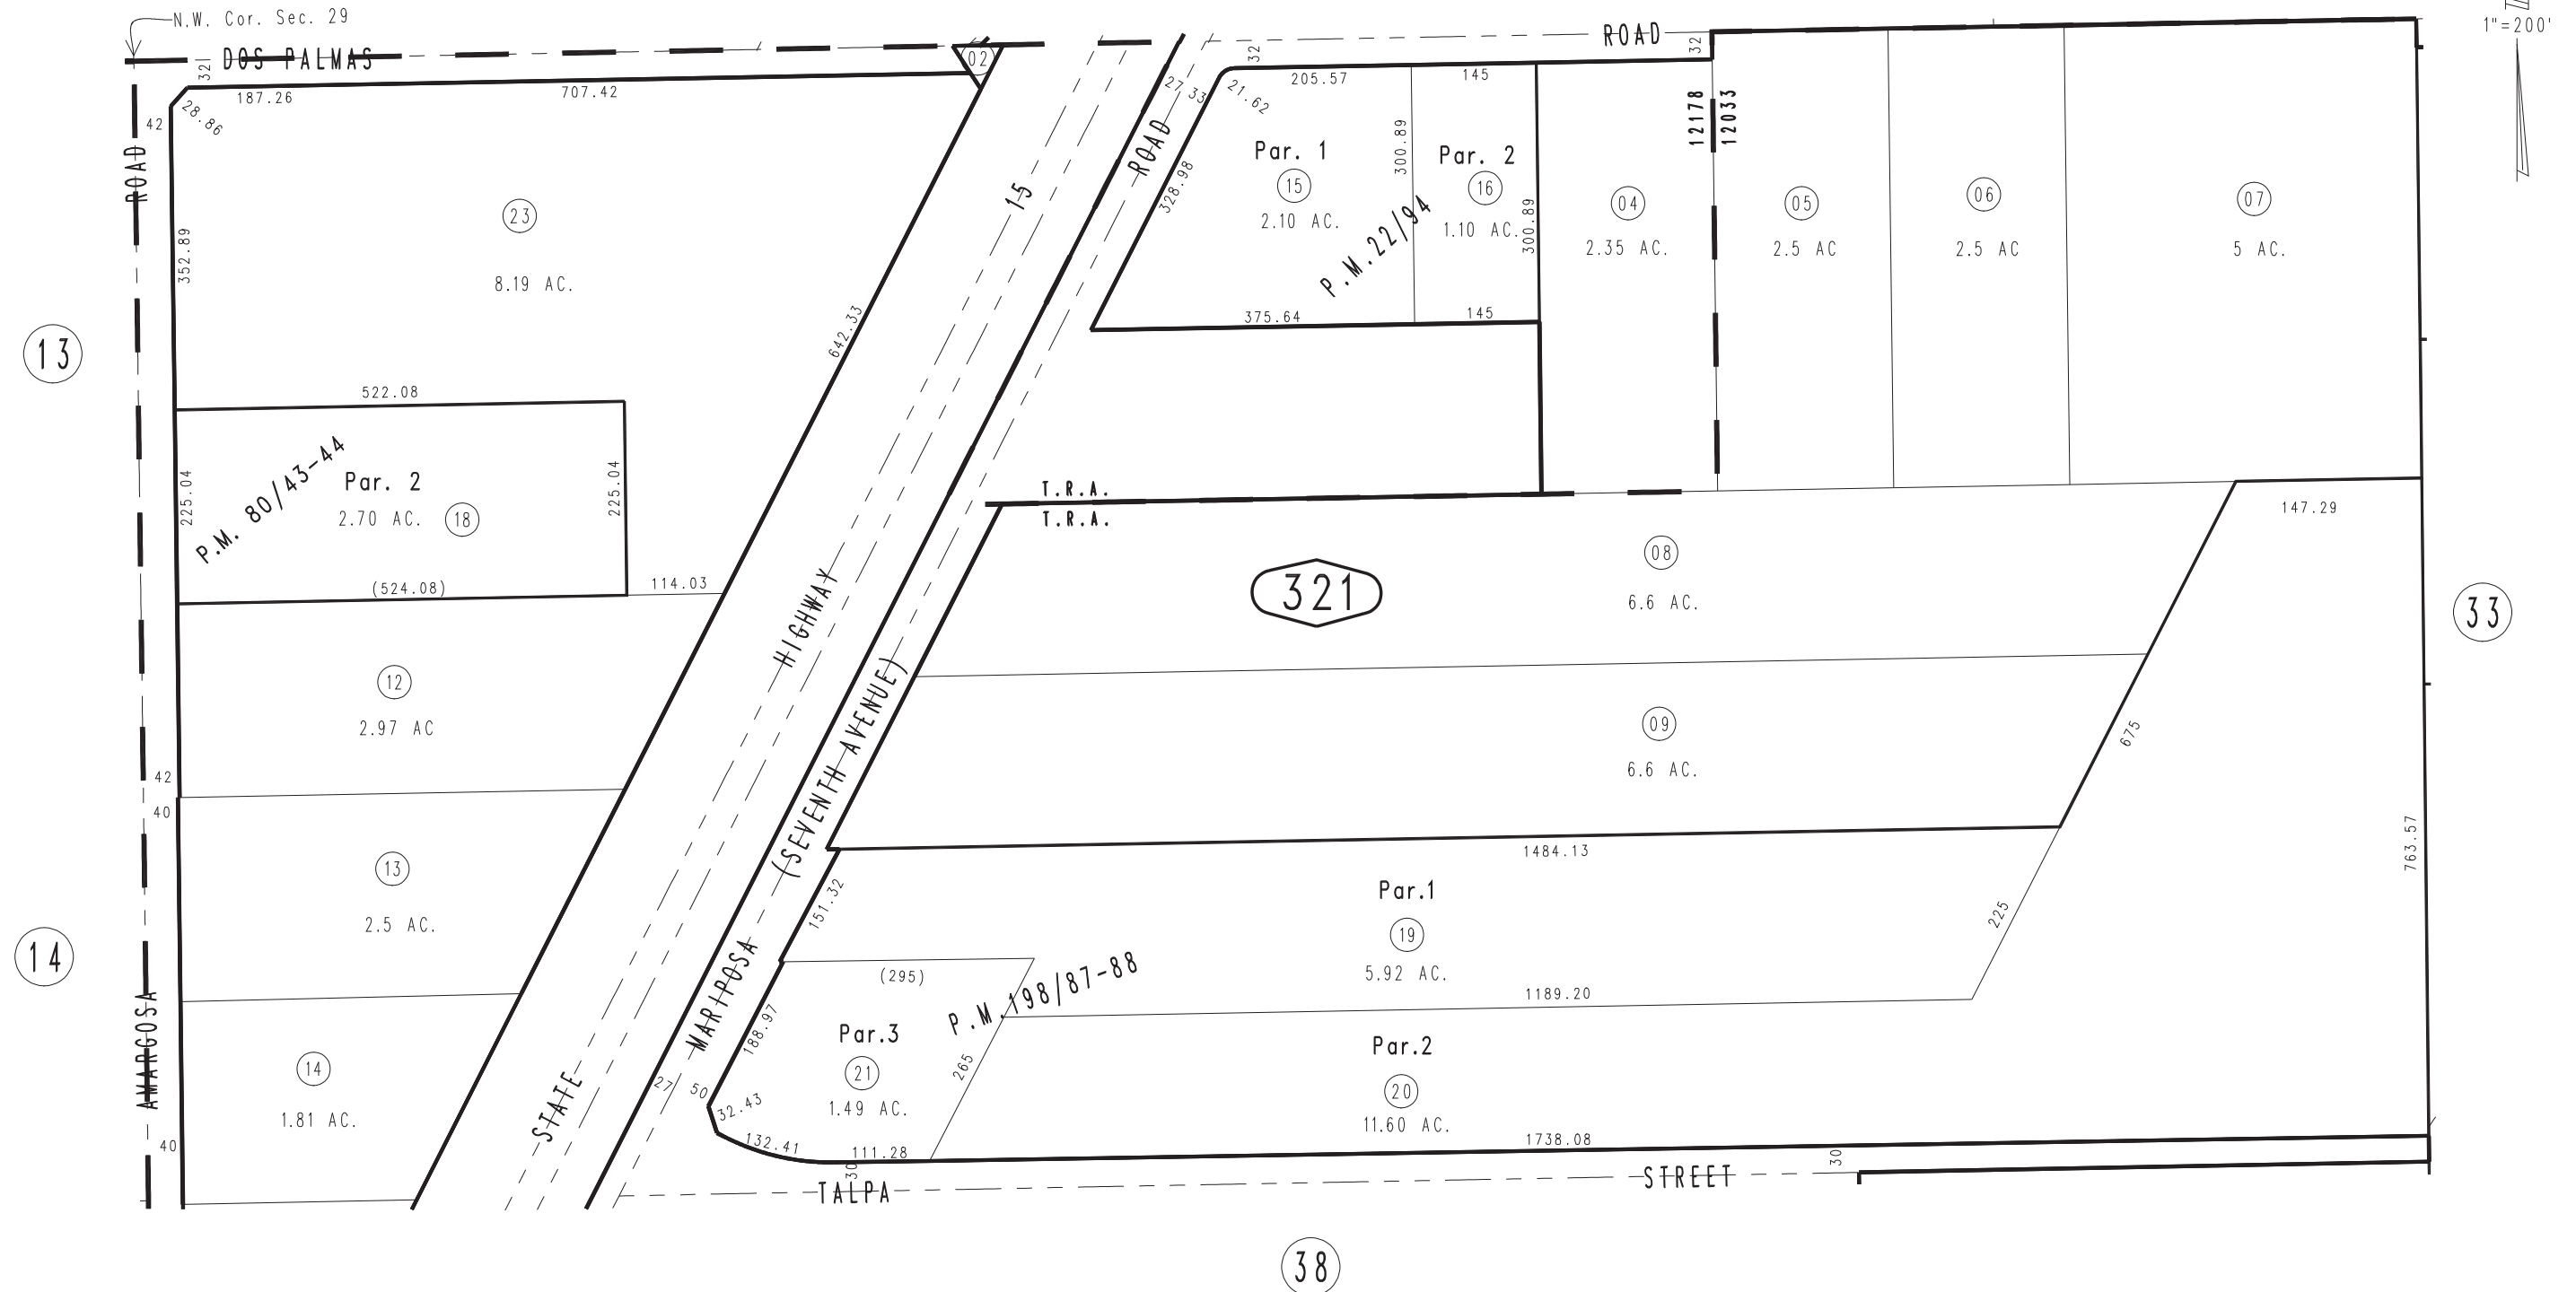 N.W. Cor. Sec. 29
DOS PALMAS
ROAD
1"=200'
32
02
32
32
187.26
707.42
28.86
42
ROAD
27.33
21.62
205.57
145
12178
12033
ROAD
328.98
300.89
Par. 1
15
2.10 AC.
Par. 2
16
1.10 AC.
300.89
P.M.22/94
375.64
145
04
2.35 AC.
05
2.5 AC
06
2.5 AC
07
5 AC.
23
8.19 AC.
352.89
642.33
15
13
522.08
P.M. 80/43-44
225.04
Par. 2
2.70 AC.
18
225.04
(524.08)
114.03
T.R.A.
T.R.A.
147.29
08
6.6 AC.
321
33
HIGHWAY
(SEVENTH AVENUE)
12
2.97 AC
09
6.6 AC.
675
42
40
763.57
13
2.5 AC.
1484.13
151.32
Par.1
19
5.92 AC.
225
14
(295)
P.M.198/87-88
1189.20
MARIPOSA
188.97
Par.3
21
1.49 AC.
265
Par.2
20
11.60 AC.
AMARGOSA
14
1.81 AC.
STATE
27
50
32.43
40
132.41
111.28
1738.08
30
30
TALPA
STREET
38